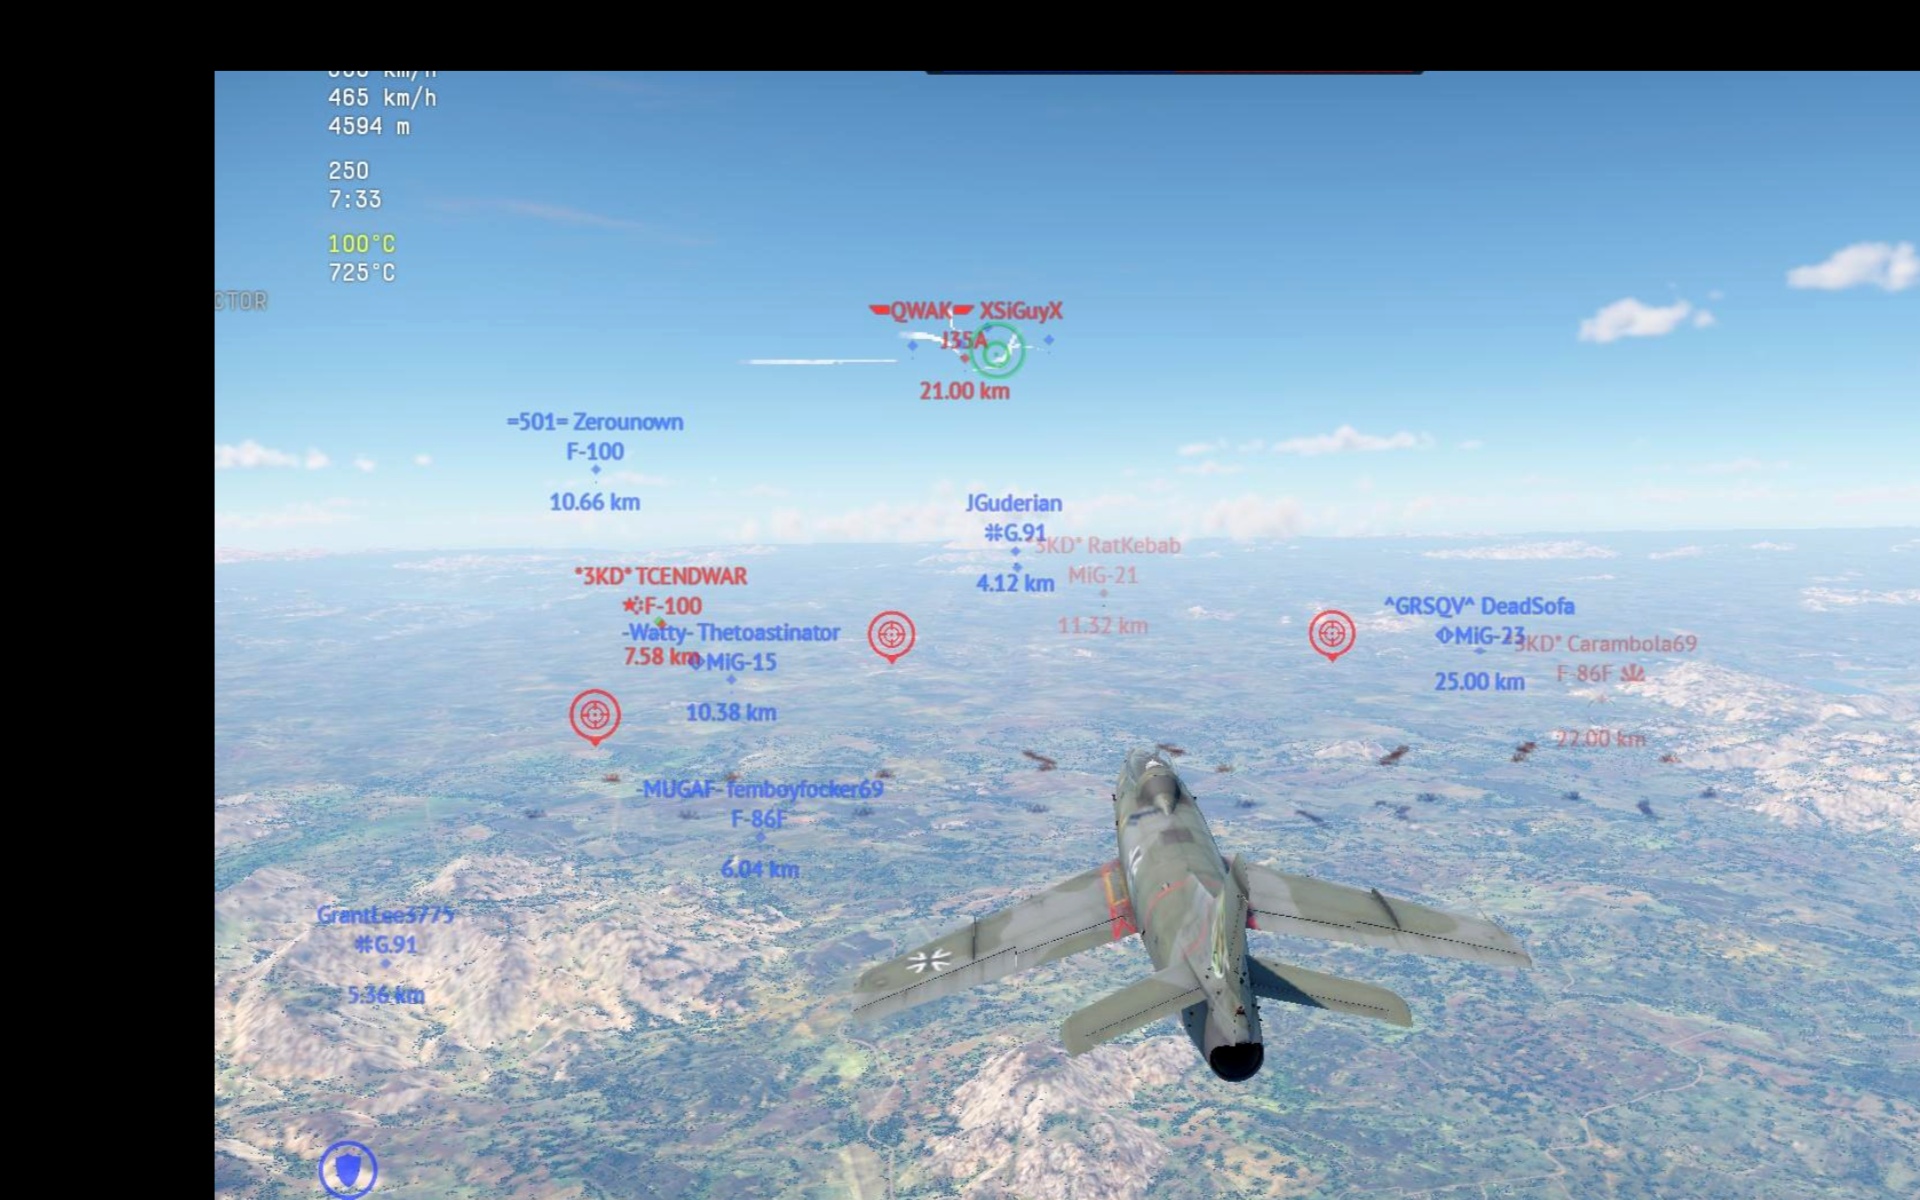 465 km/h
4594 m
250
7:33
100°C
725°C
CTOR
QWAK XSiGuyX
J35A
21.00 km
=501= Zerounown
F-100
10.66 km
JGuderian
G.91
4.12 km
*3KD* RatKebab
MiG-21
11.32 km
*3KD* TCENDWAR
F-100
7.58 km
-Watty- Thetoastinator
MiG-15
10.38 km
^GRSQV^ DeadSofa
MiG-23
25.00 km
*3KD* Carambola69
F-86F
22.00 km
-MUGAF- femboyfocker69
F-86F
6.04 km
GrantLee3775
G.91
5.36 km